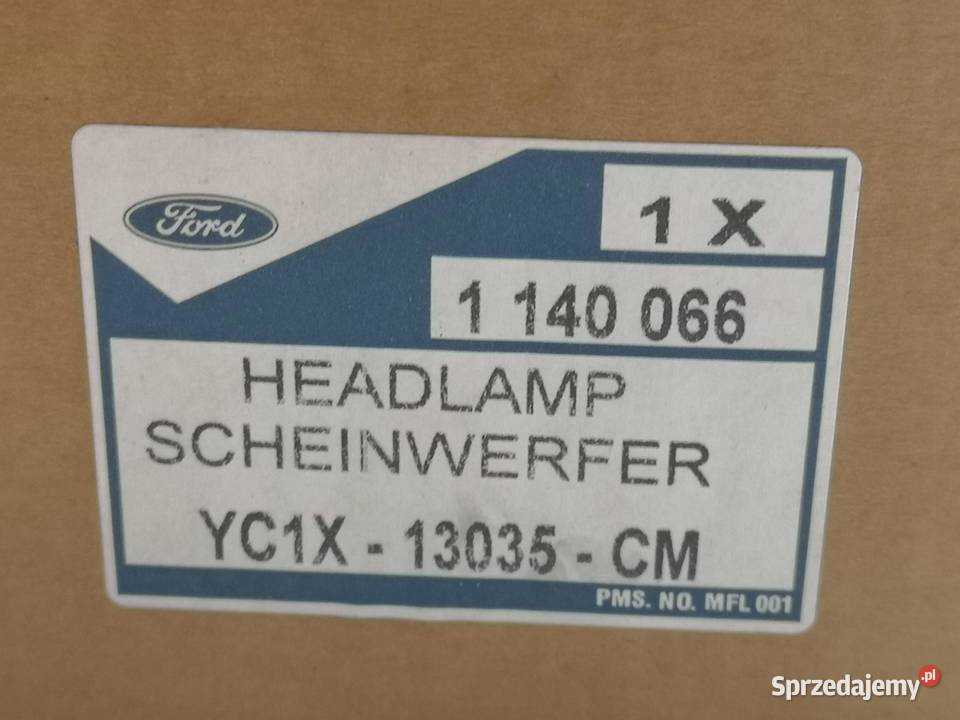 Ford
1 X
1 140 066
HEADLAMP
SCHEINWERFER
YC1X - 13035 - CM
PMS. NO. MFL 001
Sprzedajemy.pl